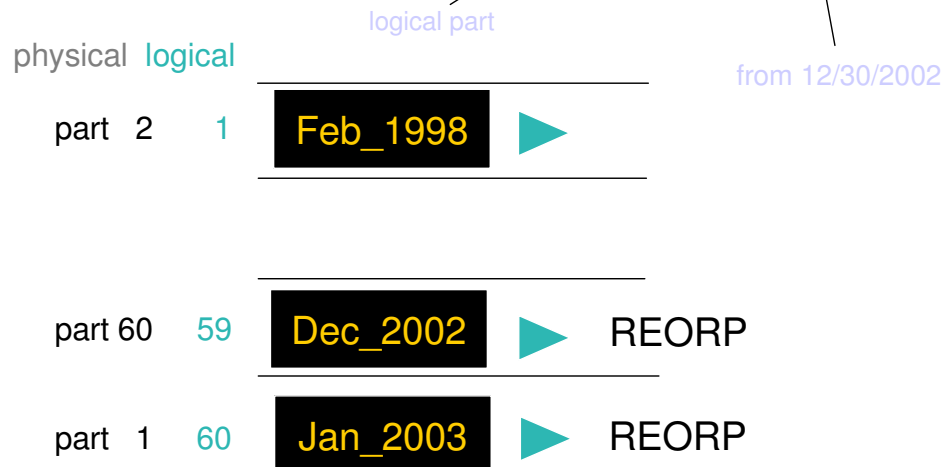 logical part
physical logical
from 12/30/2002
part 2 1 Feb_1998
part 60 59 Dec_2002 REORP
part 1 60 Jan_2003 REORP